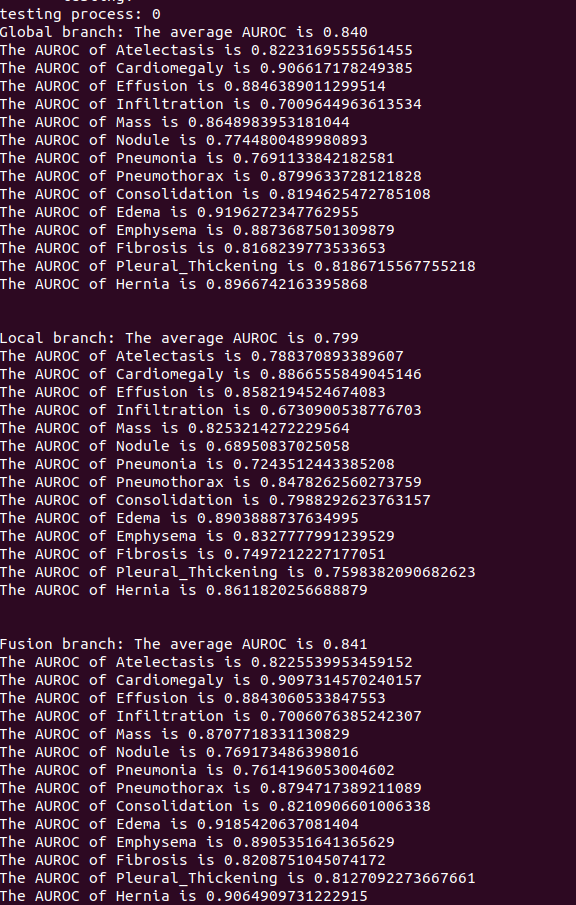 testing process: 0
Global branch: The average AUROC is 0.840
The AUROC of Atelectasis is 0.8223169555561455
The AUROC of Cardiomegaly is 0.906617178249385
The AUROC of Effusion is 0.8846389011299514
The AUROC of Infiltration is 0.7009644963613534
The AUROC of Mass is 0.8648983953181044
The AUROC of Nodule is 0.7744800489980893
The AUROC of Pneumonia is 0.7691133842182581
The AUROC of Pneumothorax is 0.8799633728121828
The AUROC of Consolidation is 0.8194625472785108
The AUROC of Edema is 0.9196272347762955
The AUROC of Emphysema is 0.8873687501309879
The AUROC of Fibrosis is 0.8168239773533653
The AUROC of Pleural_Thickening is 0.8186715567755218
The AUROC of Hernia is 0.8966742163395868
Local branch: The average AUROC is 0.799
The AUROC of Atelectasis is 0.788370893389607
The AUROC of Cardiomegaly is 0.8866555849045146
The AUROC of Effusion is 0.8582194524674083
The AUROC of Infiltration is 0.6730900538776703
The AUROC of Mass is 0.8253214272229564
The AUROC of Nodule is 0.68950837025058
The AUROC of Pneumonia is 0.7243512443385208
The AUROC of Pneumothorax is 0.8478262560273759
The AUROC of Consolidation is 0.7988292623763157
The AUROC of Edema is 0.8903888737634995
The AUROC of Emphysema is 0.8327777991239529
The AUROC of Fibrosis is 0.7497212227177051
The AUROC of Pleural_Thickening is 0.7598382090682623
The AUROC of Hernia is 0.8611820256688879
Fusion branch: The average AUROC is 0.841
The AUROC of Atelectasis is 0.8225539953459152
The AUROC of Cardiomegaly is 0.9097314570240157
The AUROC of Effusion is 0.8843060533847553
The AUROC of Infiltration is 0.7006076385242307
The AUROC of Mass is 0.8707718331130829
The AUROC of Nodule is 0.769173486398016
The AUROC of Pneumonia is 0.7614196053004602
The AUROC of Pneumothorax is 0.8794717389211089
The AUROC of Consolidation is 0.8210906601006338
The AUROC of Edema is 0.9185420637081404
The AUROC of Emphysema is 0.8905351641365629
The AUROC of Fibrosis is 0.8208751045074172
The AUROC of Pleural_Thickening is 0.8127092273667661
The AUROC of Hernia is 0.9064909731222915